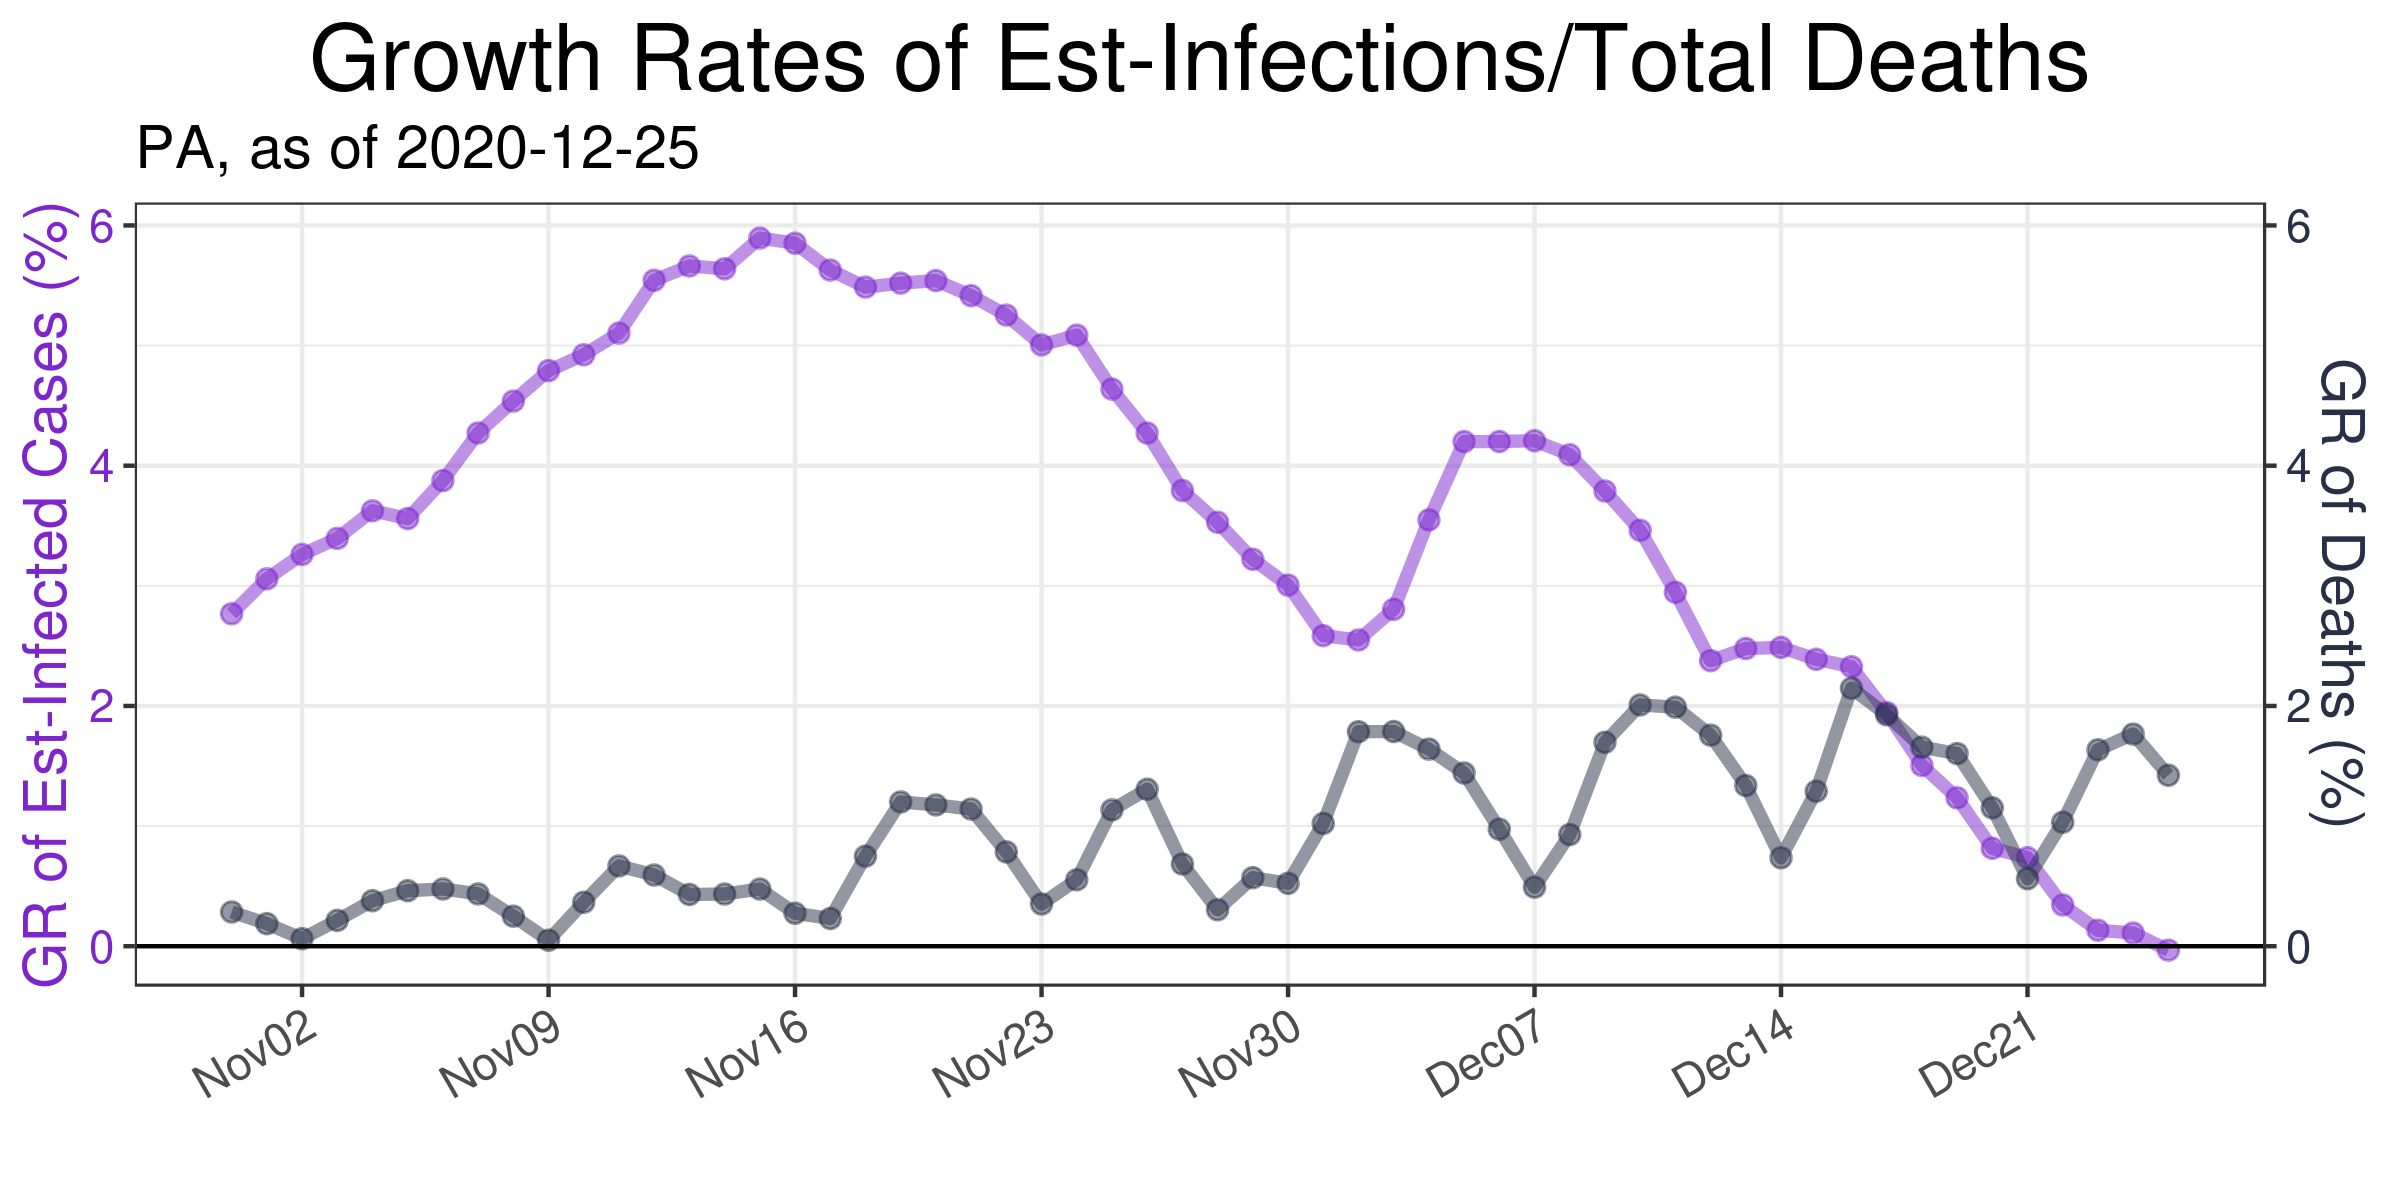 Growth Rates of Est-Infections/Total Deaths
PA, as of 2020-12-25
GR of Est-Infected Cases (%)
6
4
2
0
6
4
2
0
GR of Deaths (%)
Nov02
Nov09
Nov16
Nov23
Nov30
Dec07
Dec14
Dec21